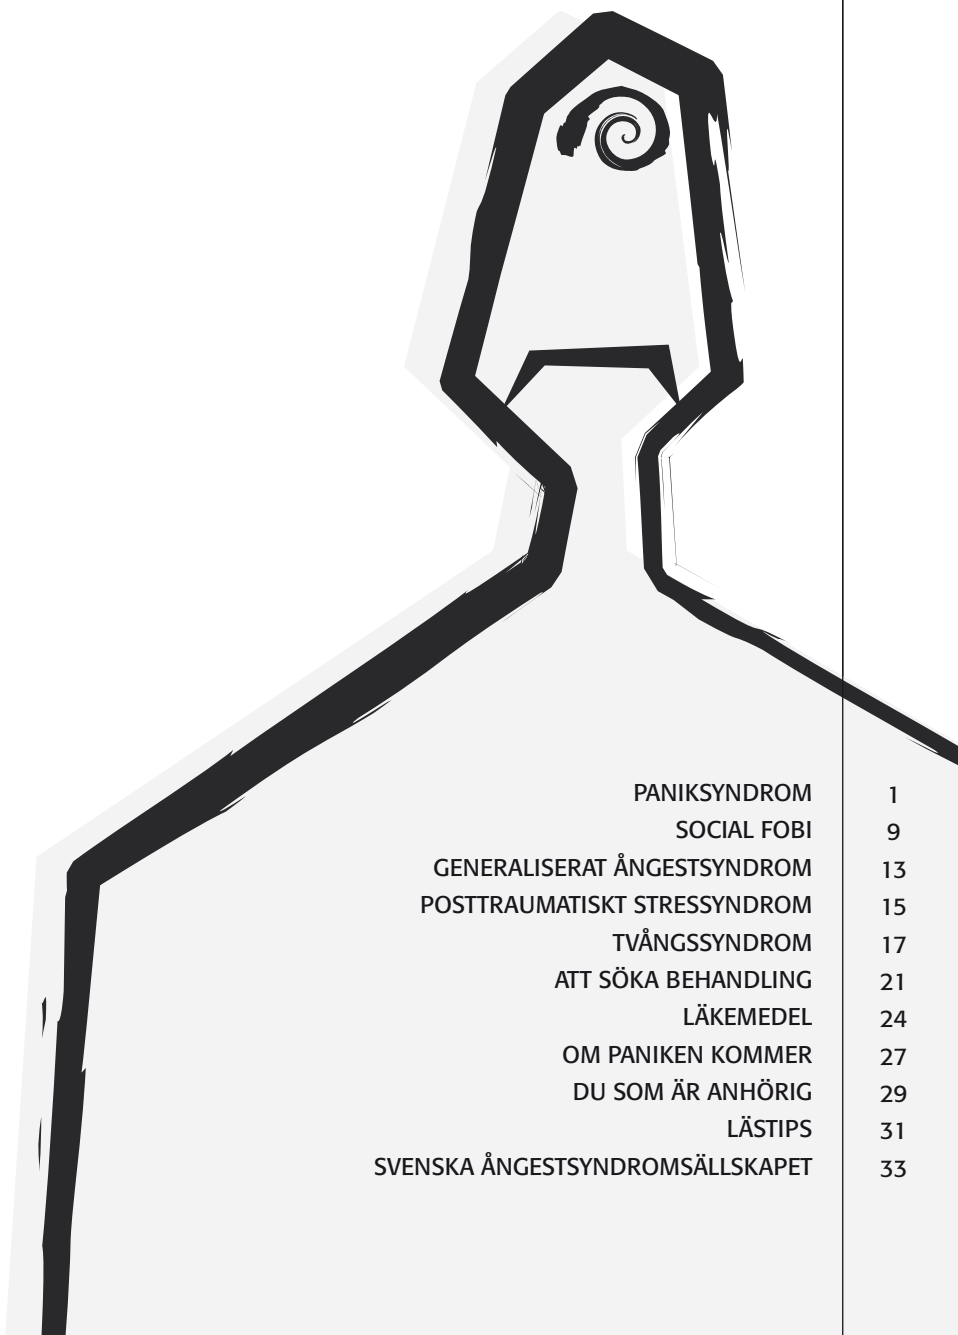 PANIKSYNDROM 1
SOCIAL FOBI 9
GENERALISERAT ÅNGESTSYNDROM 13
POSTTRAUMATISKT STRESSYNDROM 15
TVÅNGSSYNDROM 17
ATT SÖKA BEHANDLING 21
LÄKEMEDEL 24
OM PANIKEN KOMMER 27
DU SOM ÄR ANHÖRIG 29
LÄSTIPS 31
SVENSKA ÅNGESTSYNDROMSÄLLSKAPET 33